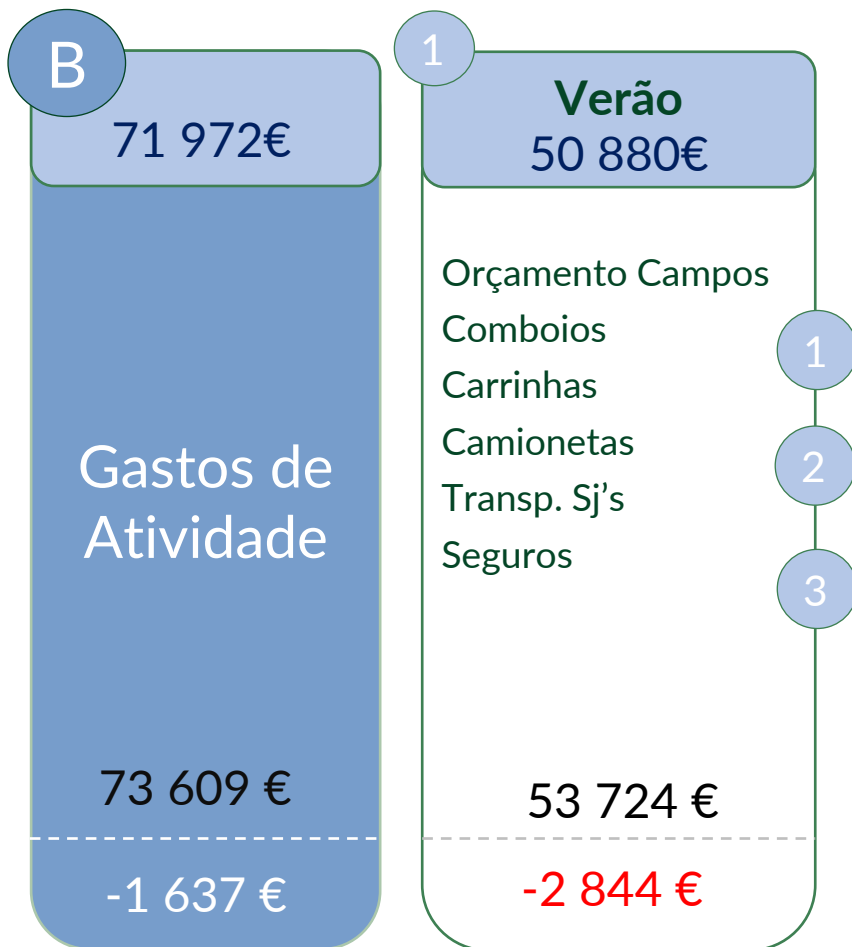 B
71 972€
Gastos de
Atividade
73 609 €
-1 637 €
1
Verão
50 880€
Orçamento Campos
Comboios
Carrinhas
Camionetas
Transp. Sj’s
Seguros
1
2
3
53 724 €
-2 844 €